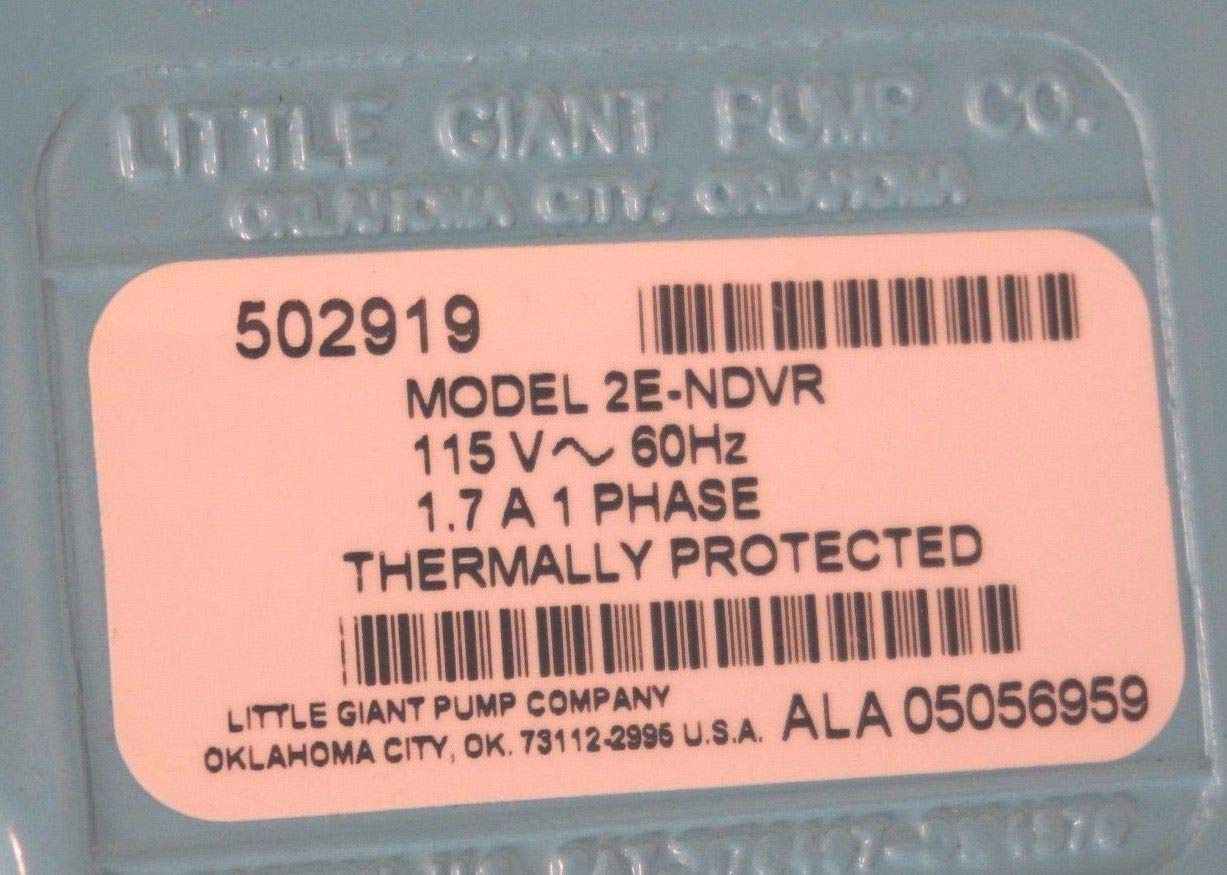 LITTLE GIANT PUMP CO.
OKLAHOMA CITY, OKLAHOMA
502919
MODEL 2E-NDVR
115 V∿ 60Hz
1.7 A 1 PHASE
THERMALLY PROTECTED
LITTLE GIANT PUMP COMPANY
OKLAHOMA CITY, OK. 73112-2995 U.S.A. ALA 05056959